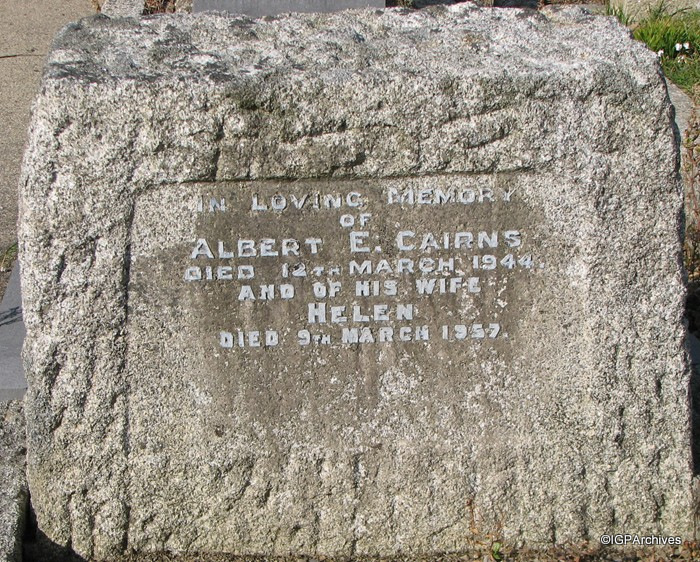 IN LOVING MEMORY
OF
ALBERT E. CAIRNS
DIED 12TH MARCH 1944.
AND OF HIS WIFE
HELEN
DIED 9TH MARCH 1957.
©IGPArchives